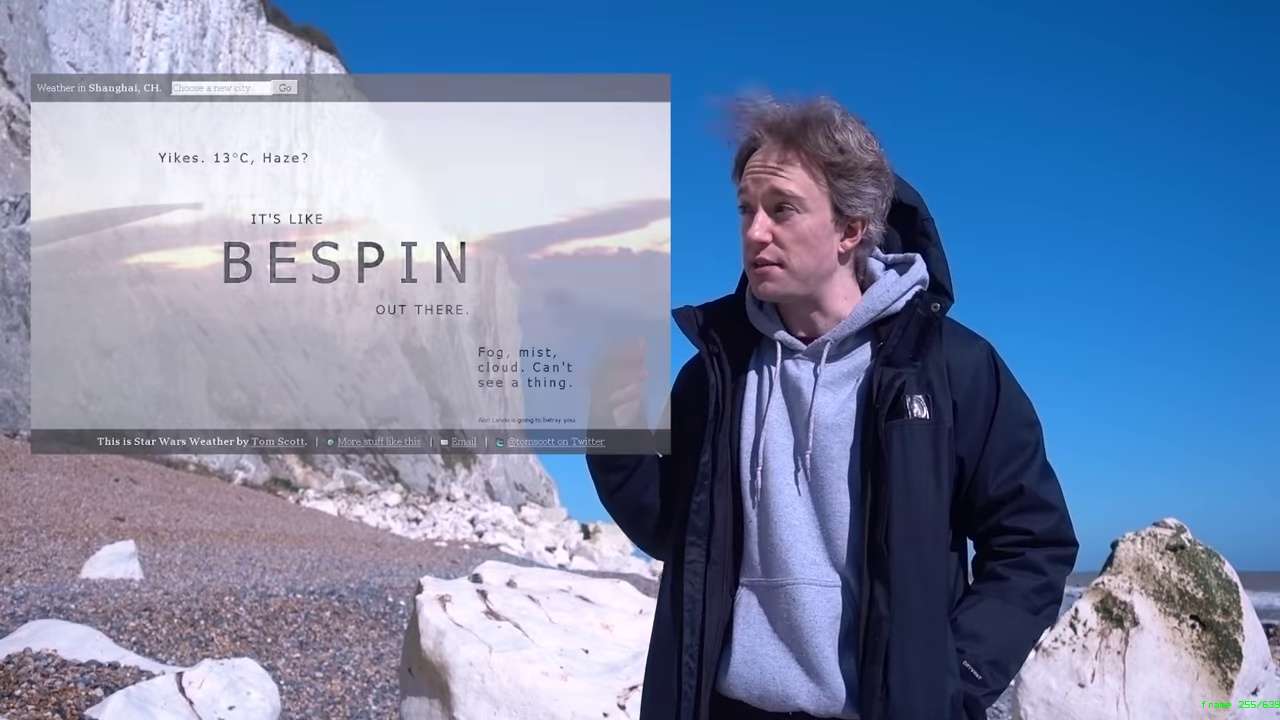 Weather in Shanghai, CH. Choose a new city Go
Yikes. 13°C, Haze?
IT'S LIKE
BESPIN
OUT THERE.
Fog, mist,
cloud. Can't
see a thing.
is going to betray you.
This is Star Wars Weather by Tom Scott. | More stuff like this | Email | @tomscott on Twitter
frame 255/635